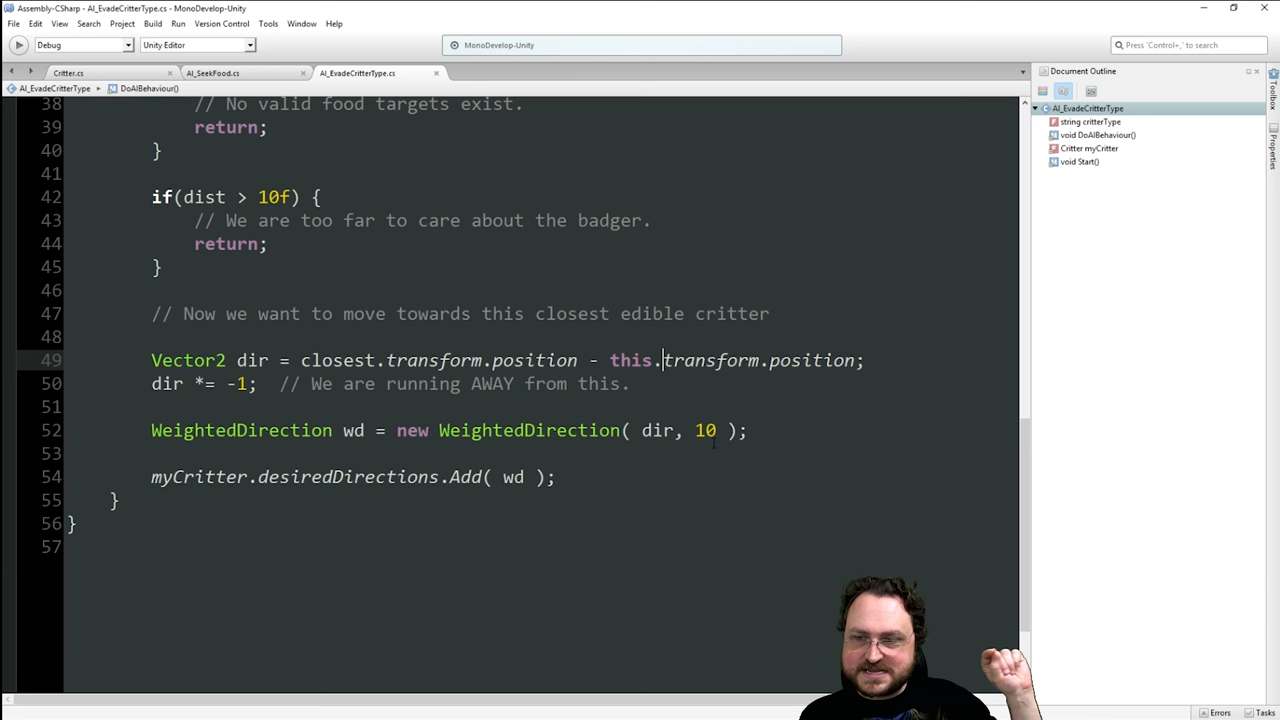 Assembly-CSharp - AI_EvadeCritterType.cs - MonoDevelop-Unity
File Edit View Search Project Build Run Version Control Tools Window Help
Debug Unity Editor MonoDevelop-Unity Press 'Control+,' to search
Critter.cs AI_SeekFood.cs AI_EvadeCritterType.cs Document Outline
AI_EvadeCritterType DoAIBehaviour()
AI_EvadeCritterType
string critterType
void DoAIBehaviour()
Critter myCritter
void Start()
Toolbox
Properties
38 // No valid food targets exist.
39 return;
40 }
41
42 if(dist > 10f) {
43 // We are too far to care about the badger.
44 return;
45 }
46
47 // Now we want to move towards this closest edible critter
48
49 Vector2 dir = closest.transform.position - this.transform.position;
50 dir *= -1; // We are running AWAY from this.
51
52 WeightedDirection wd = new WeightedDirection( dir, 10 );
53
54 myCritter.desiredDirections.Add( wd );
55 }
56 }
57
Errors Tasks